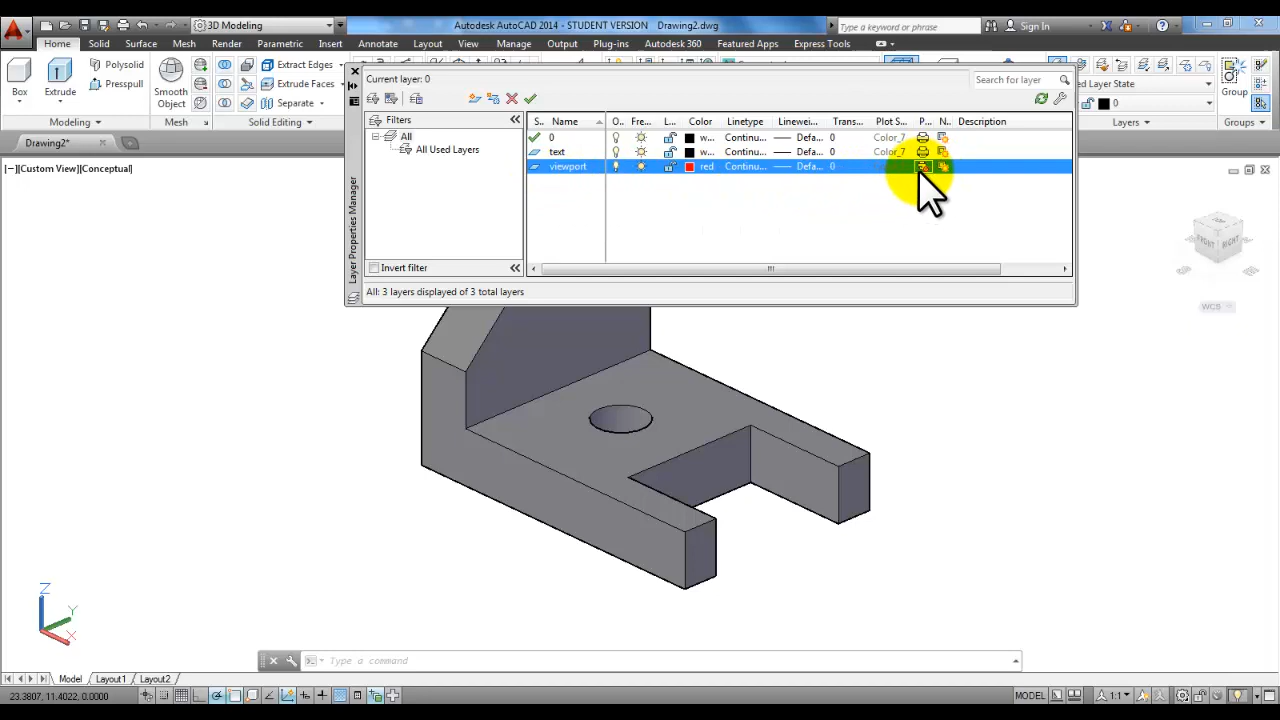 3D Modeling
Autodesk AutoCAD 2014 - STUDENT VERSION Drawing2.dwg
Type a keyword or phrase
Sign In
Home Solid Surface Mesh Render Parametric Insert Annotate Layout View Manage Output Plug-ins Autodesk 360 Featured Apps Express Tools
Box
Extrude
Polysolid
Presspull
Smooth
Object
Extract Edges
Extrude Faces
Separate
Modeling
Mesh
Solid Editing
Layer State
0
Layers
Group
Groups
Drawing2*
[−][Custom View][Conceptual]
Layer Properties Manager
Current layer: 0
Search for layer
Filters
All
All Used Layers
Invert filter
S.. Name O.. Fre... L... Color Linetype Linewei... Trans... Plot S... P... N.. Description
0 w... Continu... Defa... 0 Color_7
text w... Continu... Defa... 0 Color_7
viewport red Continu... Defa... 0
All: 3 layers displayed of 3 total layers
FRONT RIGHT
WCS
Z
Y
X
Type a command
Model Layout1 Layout2
23.3807, 11.4022, 0.0000
MODEL
1:1